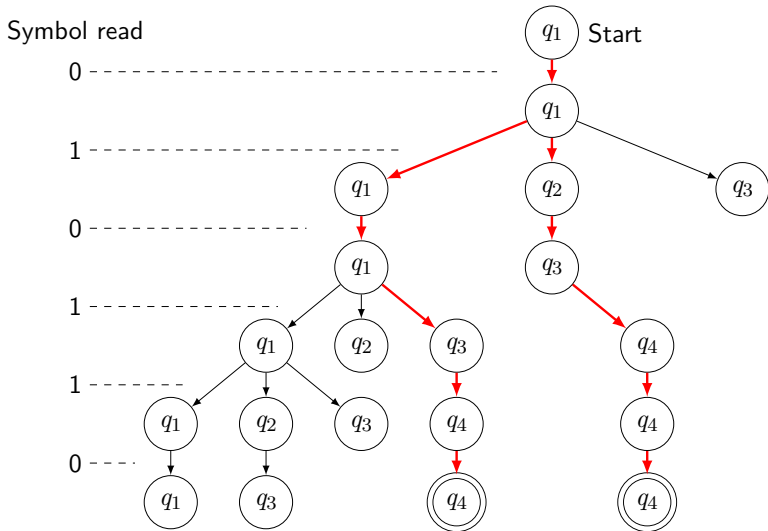 Symbol read q1 Start
0
q1
1
q1 q2 q3
0
q1 q3
1
q1 q2 q3 q4
1
q1 q2 q3 q4 q4
0
q1 q3 q4 q4